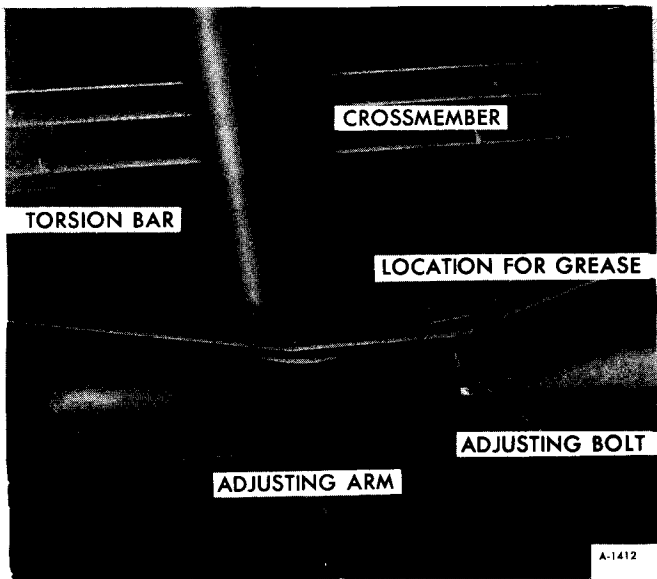 CROSSMEMBER
TORSION BAR
LOCATION FOR GREASE
ADJUSTING BOLT
ADJUSTING ARM
A-1412